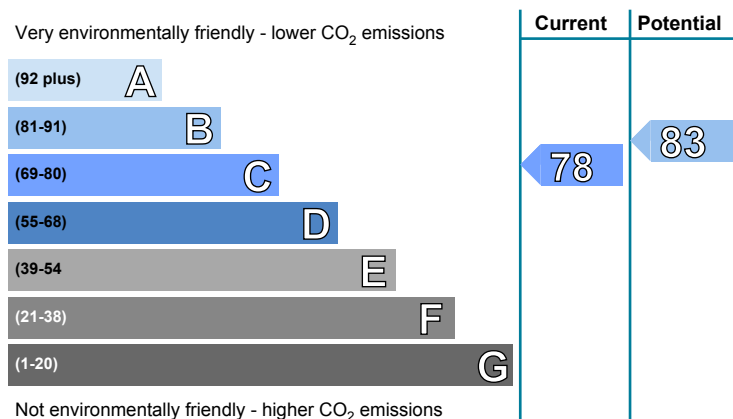 Current Potential
Very environmentally friendly - lower CO2 emissions
(92 plus) A
(81-91) B
83
(69-80) C
78
(55-68) D
(39-54 E
(21-38) F
(1-20) G
Not environmentally friendly - higher CO2 emissions